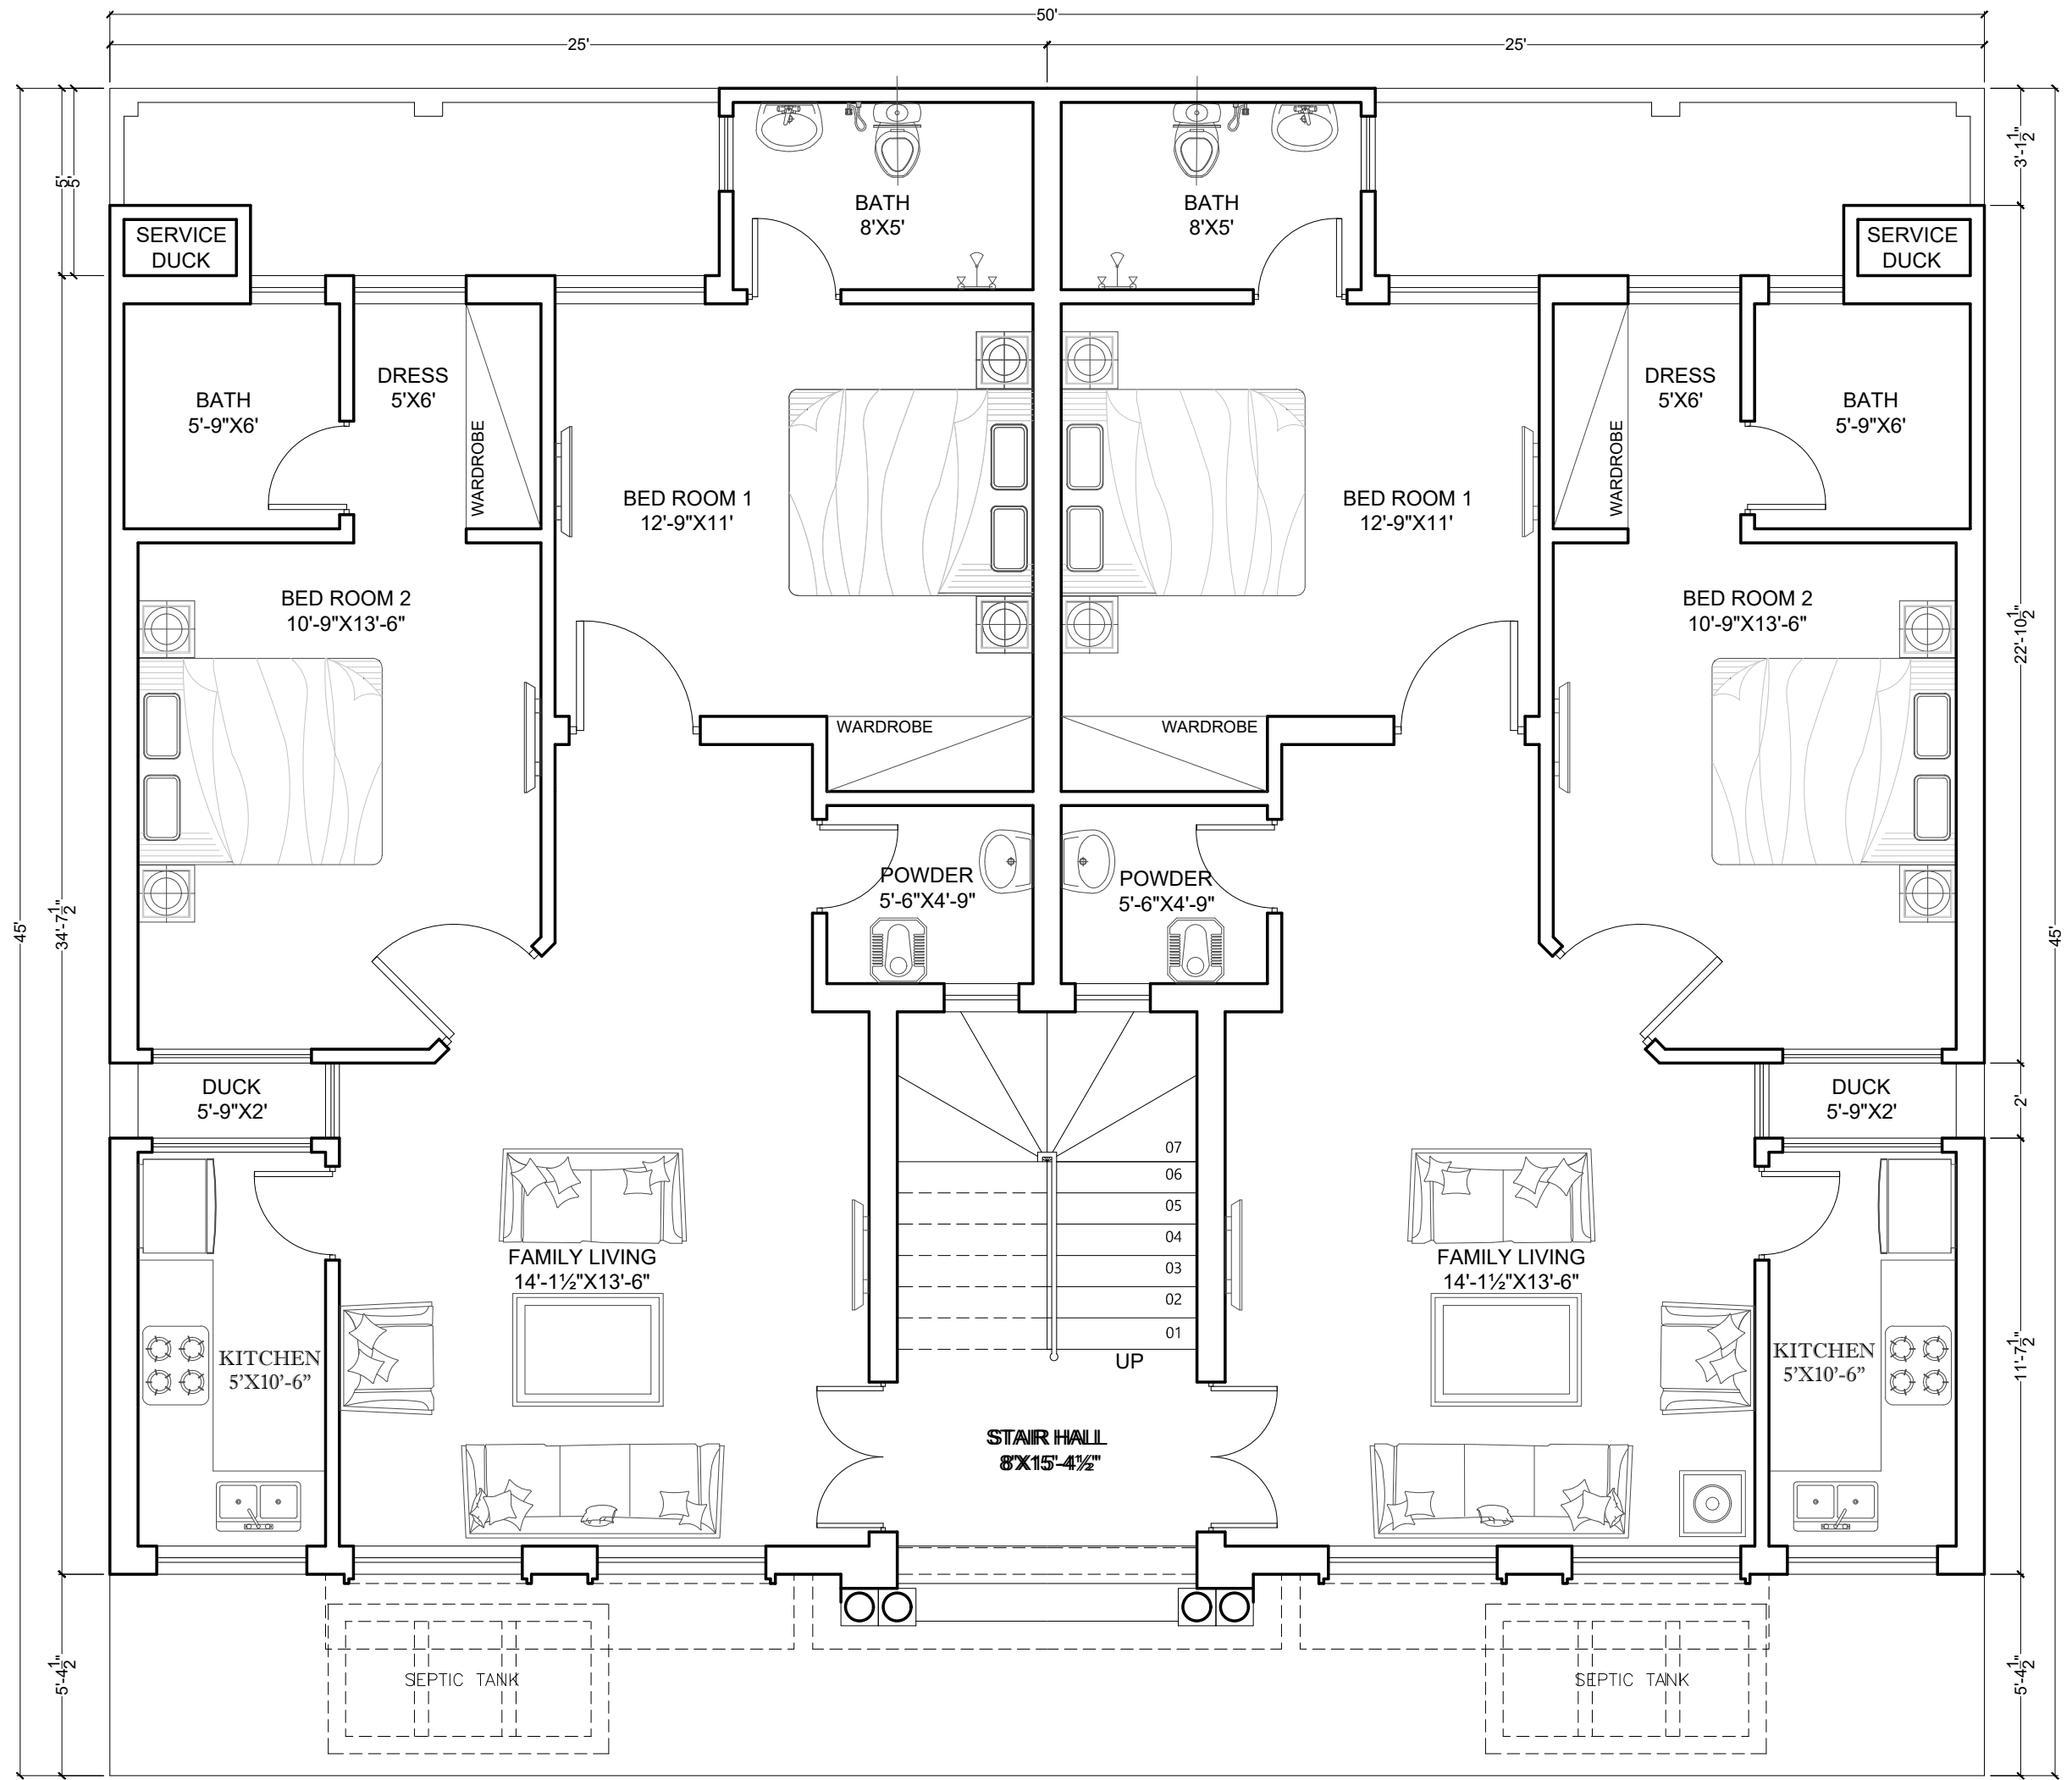 50'
25'
25'
5'
5'
3'-1½"
BATH
8'X5'
BATH
8'X5'
SERVICE
DUCK
SERVICE
DUCK
BATH
5'-9"X6'
DRESS
5'X6'
WARDROBE
BED ROOM 1
12'-9"X11'
BED ROOM 1
12'-9"X11'
WARDROBE
DRESS
5'X6'
BATH
5'-9"X6'
BED ROOM 2
10'-9"X13'-6"
BED ROOM 2
10'-9"X13'-6"
22'-10½"
WARDROBE
WARDROBE
POWDER
5'-6"X4'-9"
POWDER
5'-6"X4'-9"
45'
34'-7½"
45'
DUCK
5'-9"X2'
DUCK
5'-9"X2'
2'
07
06
05
04
03
02
01
UP
FAMILY LIVING
14'-1½"X13'-6"
FAMILY LIVING
14'-1½"X13'-6"
KITCHEN
5'X10'-6"
KITCHEN
5'X10'-6"
11'-7½"
STAIR HALL
8'X15'-4½"
5'-4½"
SEPTIC TANK
SEPTIC TANK
5'-4½"